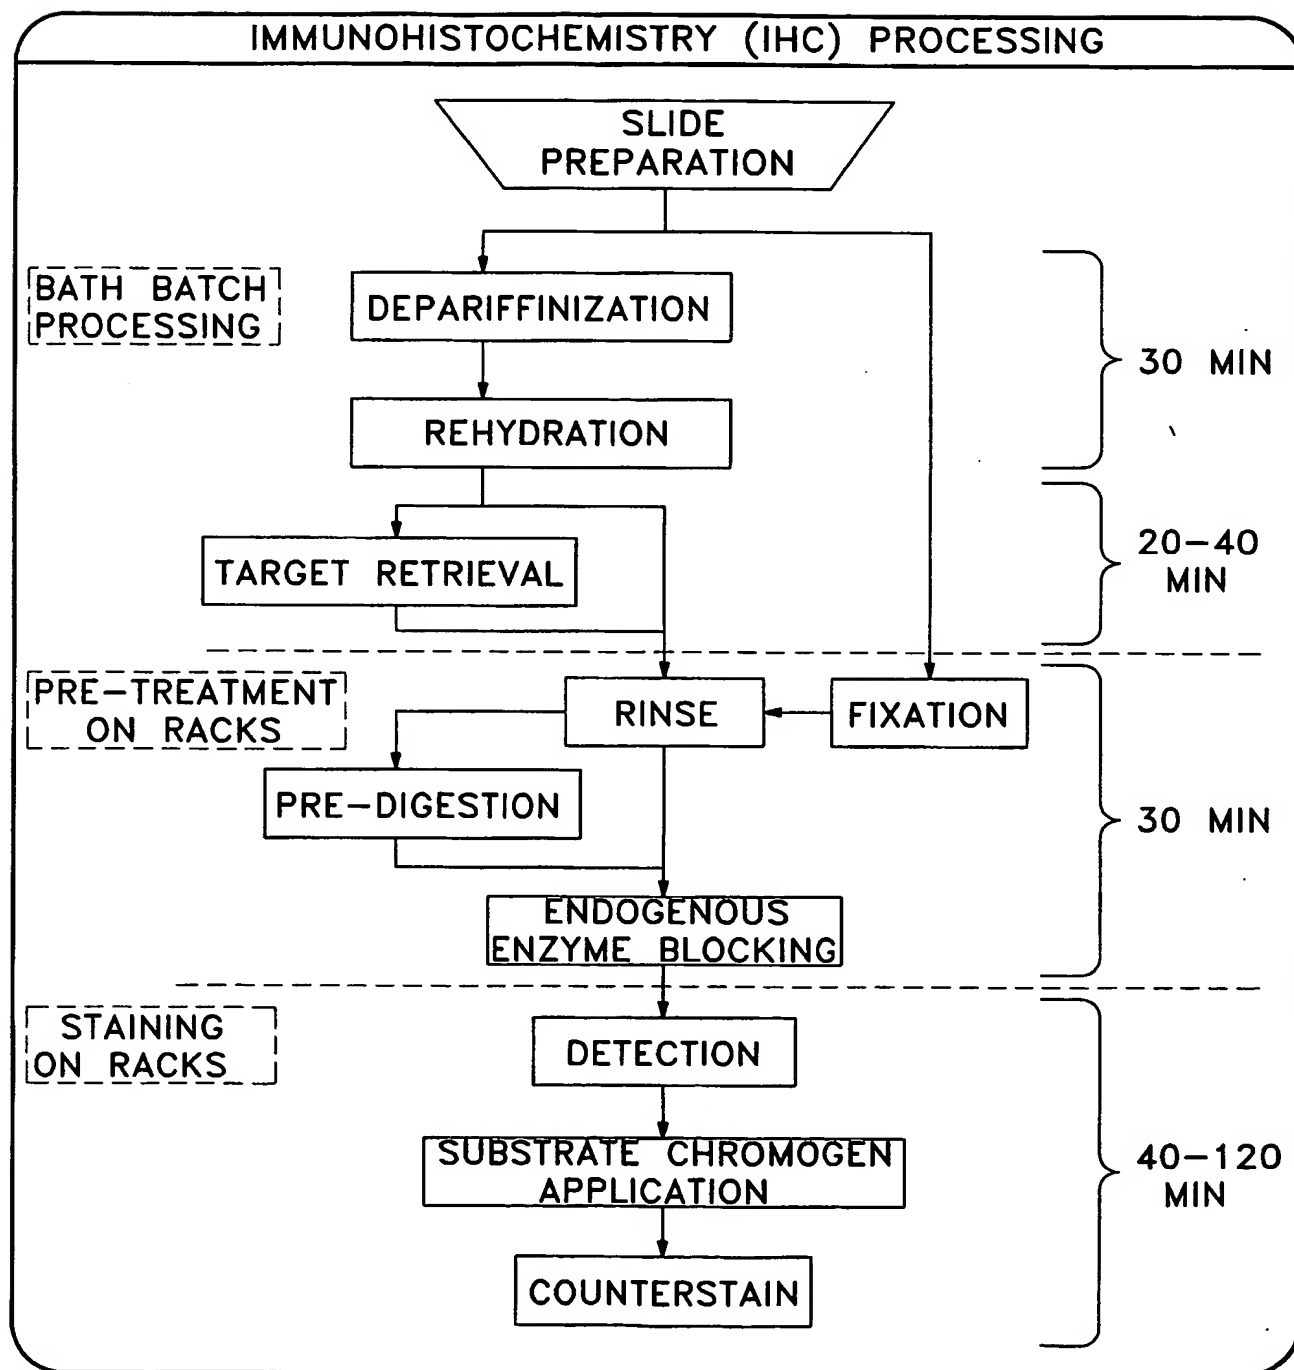 IMMUNOHISTOCHEMISTRY (IHC) PROCESSING
SLIDE
PREPARATION
BATH BATCH
PROCESSING
DEPARIFFINIZATION
30 MIN
REHYDRATION
TARGET RETRIEVAL
20-40
MIN
PRE-TREATMENT
ON RACKS
RINSE
FIXATION
PRE-DIGESTION
30 MIN
ENDOGENOUS
ENZYME BLOCKING
STAINING
ON RACKS
DETECTION
SUBSTRATE CHROMOGEN
APPLICATION
40-120
MIN
COUNTERSTAIN